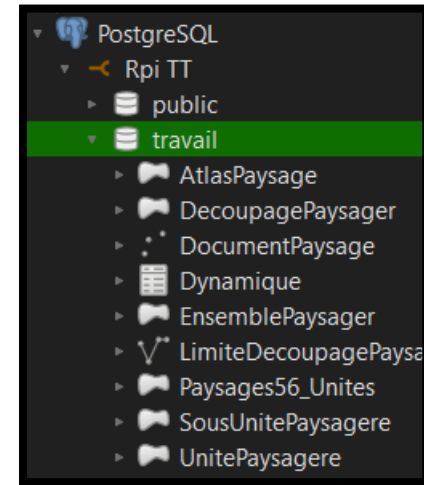 PostgreSQL
Rpi TT
public
travail
AtlasPaysage
DecoupagePaysager
DocumentPaysage
Dynamique
EnsemblePaysager
LimiteDecoupagePaysa
Paysages56_Unites
SousUnitePaysagere
UnitePaysagere